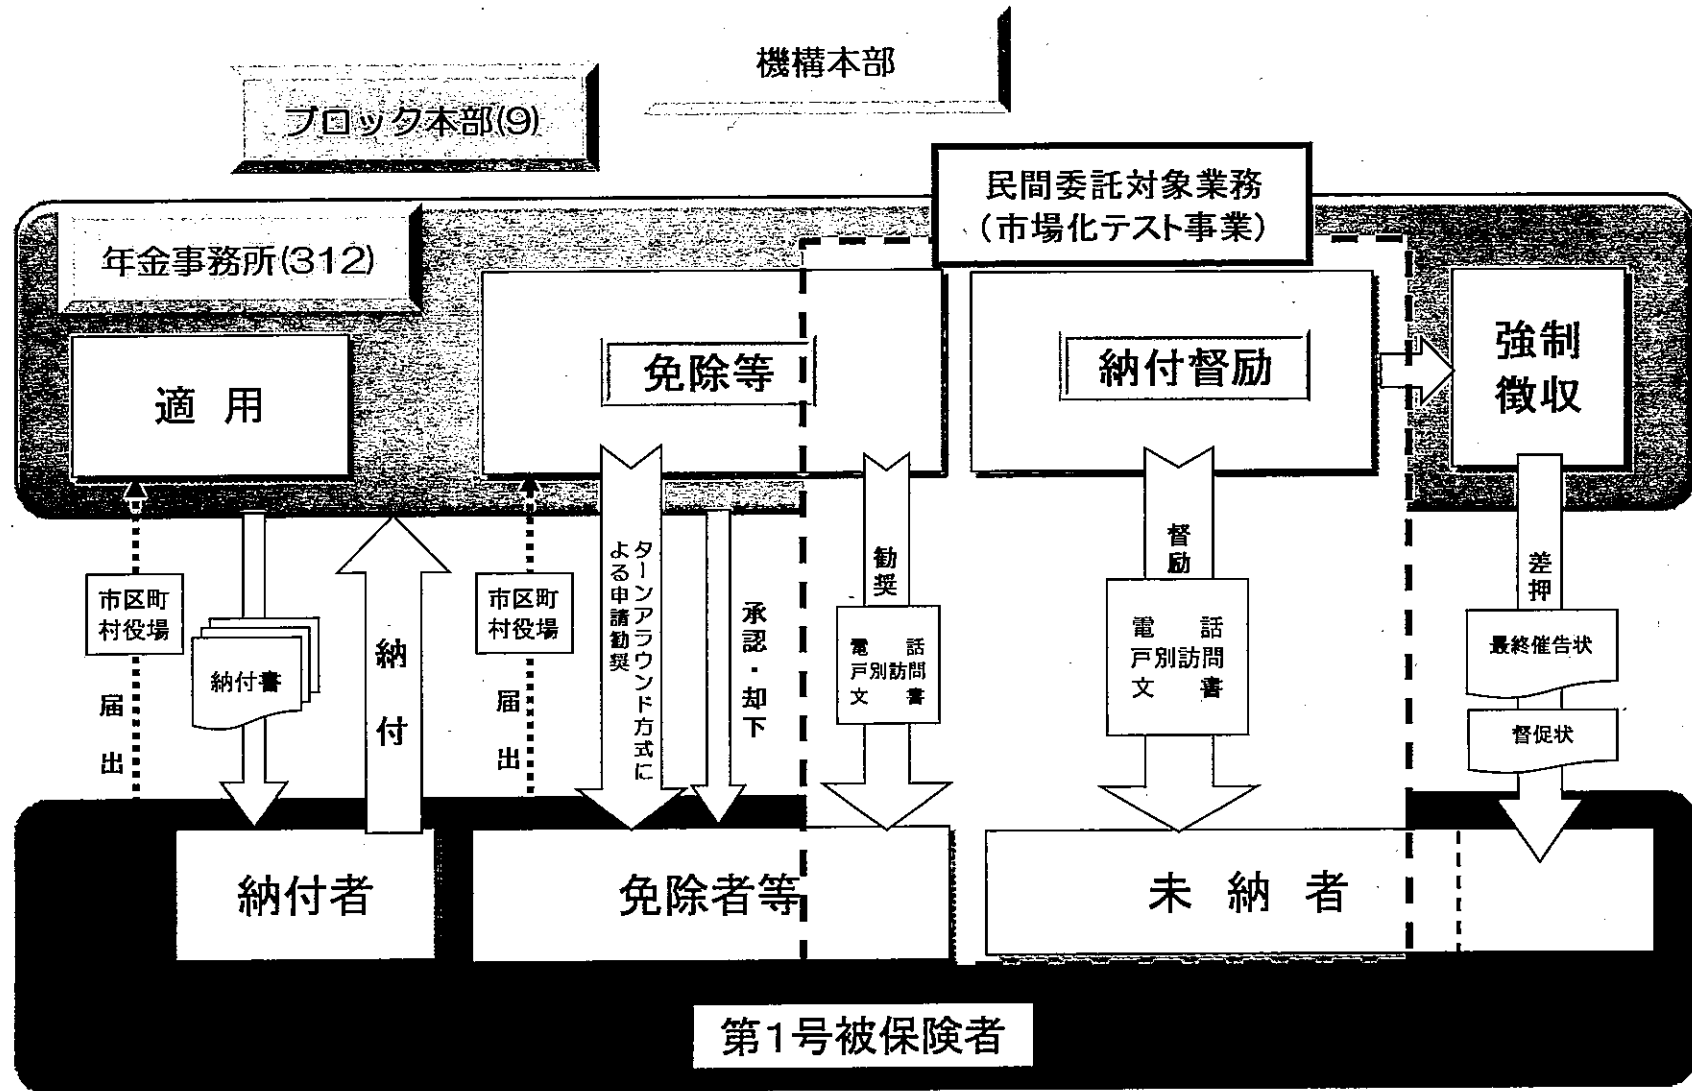 機構本部
ブロック本部(9)
民間委託対象業務
(市場化テスト事業)
年金事務所(312)
適用
免除等
納付督励
強制
徴収
市区町
村役場
届出
納付書
納付
市区町
村役場
届出
ターンアラウンド方式に
よる申請勧奨
承認・却下
勧奨
電話
戸別訪問
文書
督励
電話
戸別訪問
文書
差押
最終催告状
督促状
納付者
免除者等
未納者
第1号被保険者